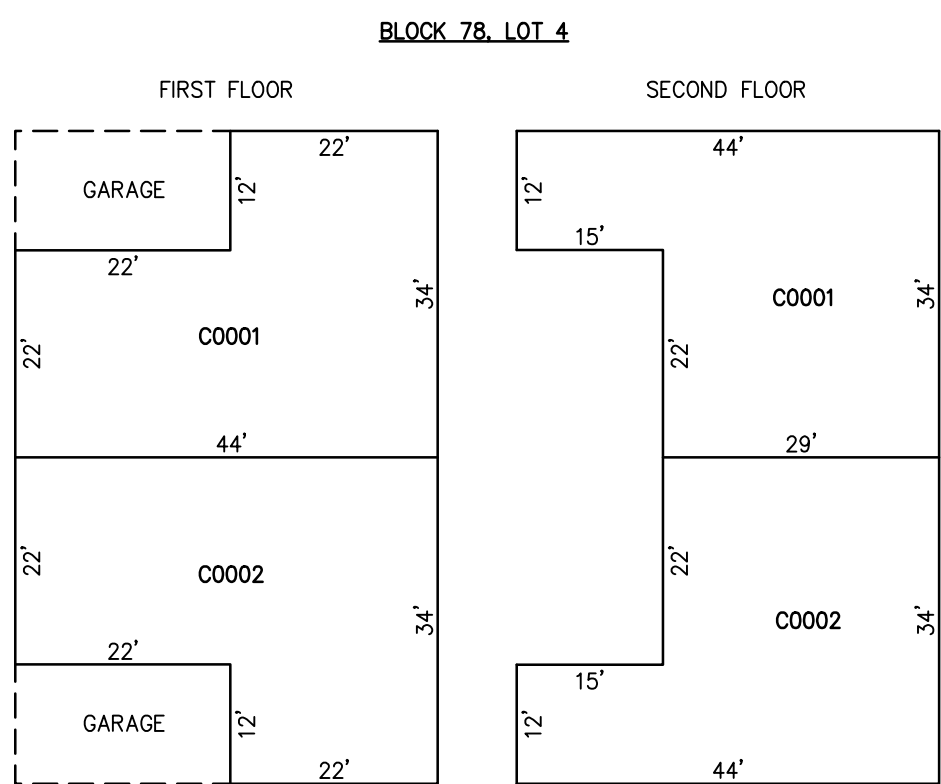 BLOCK 78, LOT 4
FIRST FLOOR
SECOND FLOOR
22'
44'
GARAGE
12'
12'
22'
15'
34'
C0001
34'
C0001
22'
22'
44'
29'
22'
C0002
22'
34'
C0002
34'
22'
15'
GARAGE
12'
12'
22'
44'